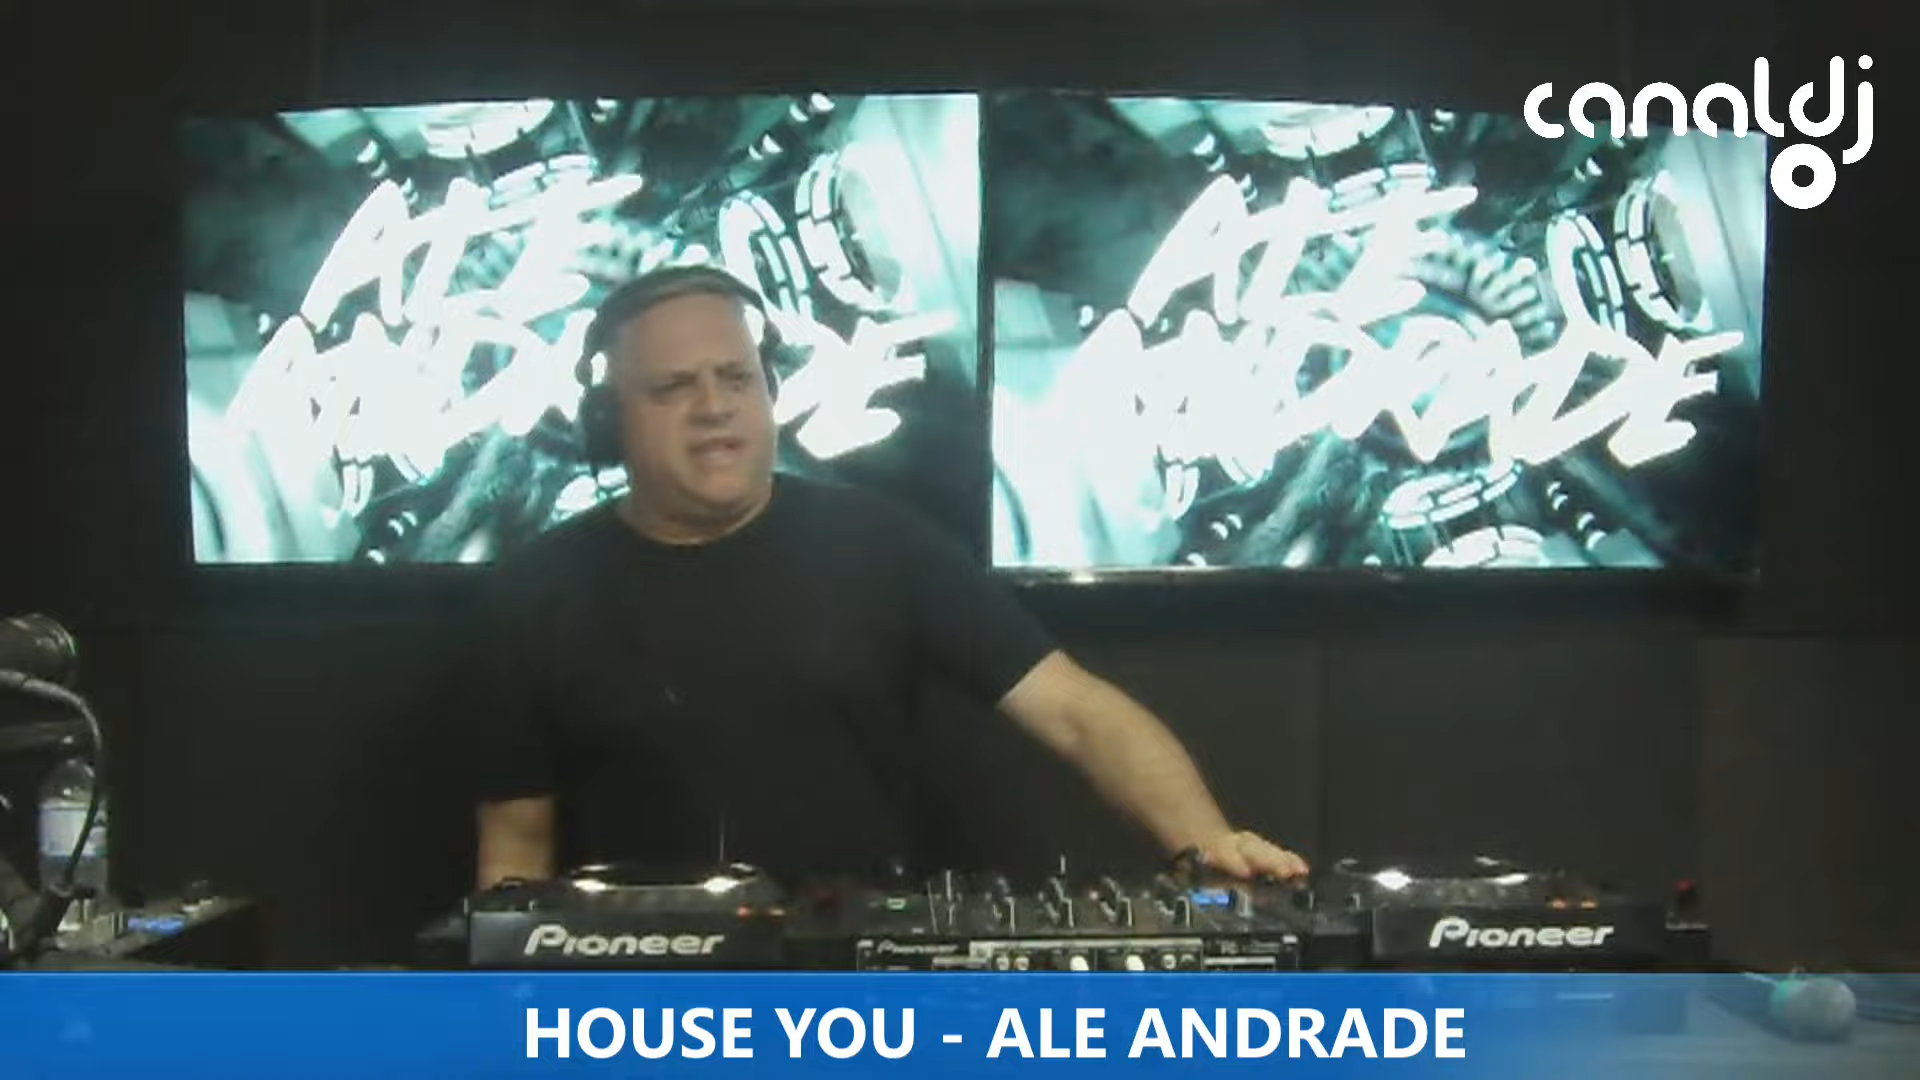 canaldj
ALE
ANDRADE
ALE
ANDRADE
Pioneer
Pioneer
Pioneer
HOUSE YOU - ALE ANDRADE